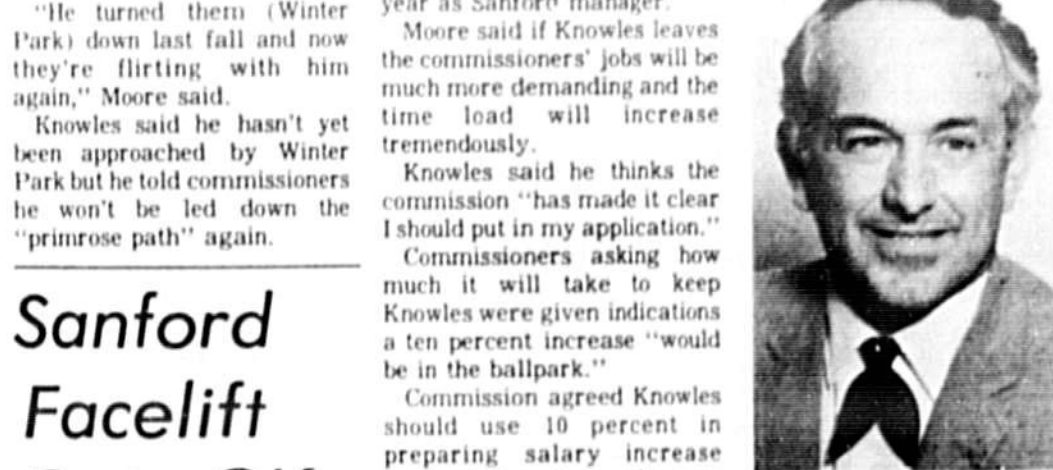 "He turned them (Winter
Park) down last fall and now
they're flirting with him
again," Moore said.
Knowles said he hasn't yet
been approached by Winter
Park but he told commissioners
he won't be led down the
"primrose path" again.
Sanford
Facelift
year as Sanford manager.
Moore said if Knowles leaves
the commissioners' jobs will be
much more demanding and the
time load will increase
tremendously.
Knowles said he thinks the
commission "has made it clear
I should put in my application."
Commissioners asking how
much it will take to keep
Knowles were given indications
a ten percent increase "would
be in the ballpark."
Commission agreed Knowles
should use 10 percent in
preparing salary increase